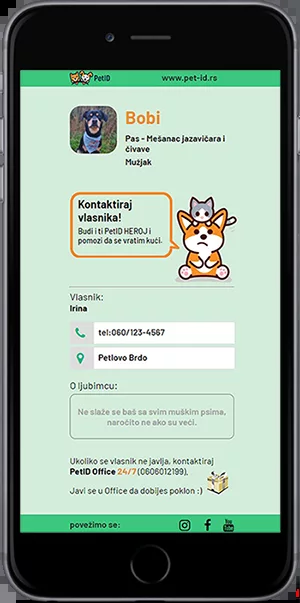 PetID
www.pet-id.rs
Bobi
Pas - Mešanac jazavičara i
čivave
Mužjak
Kontaktiraj
vlasnika!
Budi i ti PetID HEROJ i
pomozi da se vratim kući.
Vlasnik:
Irina
tel:060/123-4567
Petlovo Brdo
O ljubimcu:
Ne slaže se baš sa svim muškim psima,
naročito ne ako su veći.
Ukoliko se vlasnik ne javlja, kontaktiraj
PetID Office 24/7 (0606012199).
Javi se u Office da dobijes poklon :)
povežimo se:
You
Tube